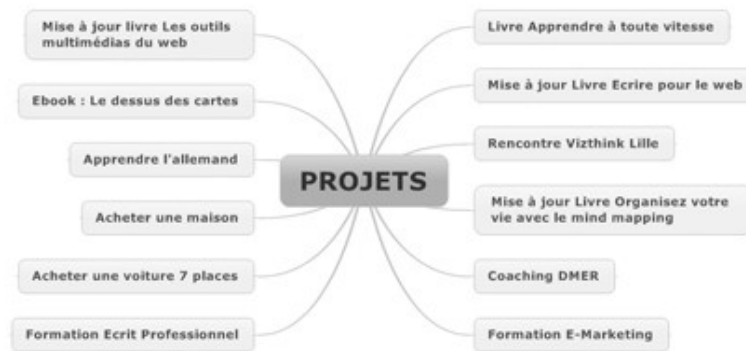 Mise à jour livre Les outils
multimédias du web
Ebook : Le dessus des cartes
Apprendre l'allemand
Acheter une maison
Acheter une voiture 7 places
Formation Ecrit Professionnel
PROJETS
Livre Apprendre à toute vitesse
Mise à jour Livre Ecrire pour le web
Rencontre Vizthink Lille
Mise à jour Livre Organisez votre
vie avec le mind mapping
Coaching DMER
Formation E-Marketing